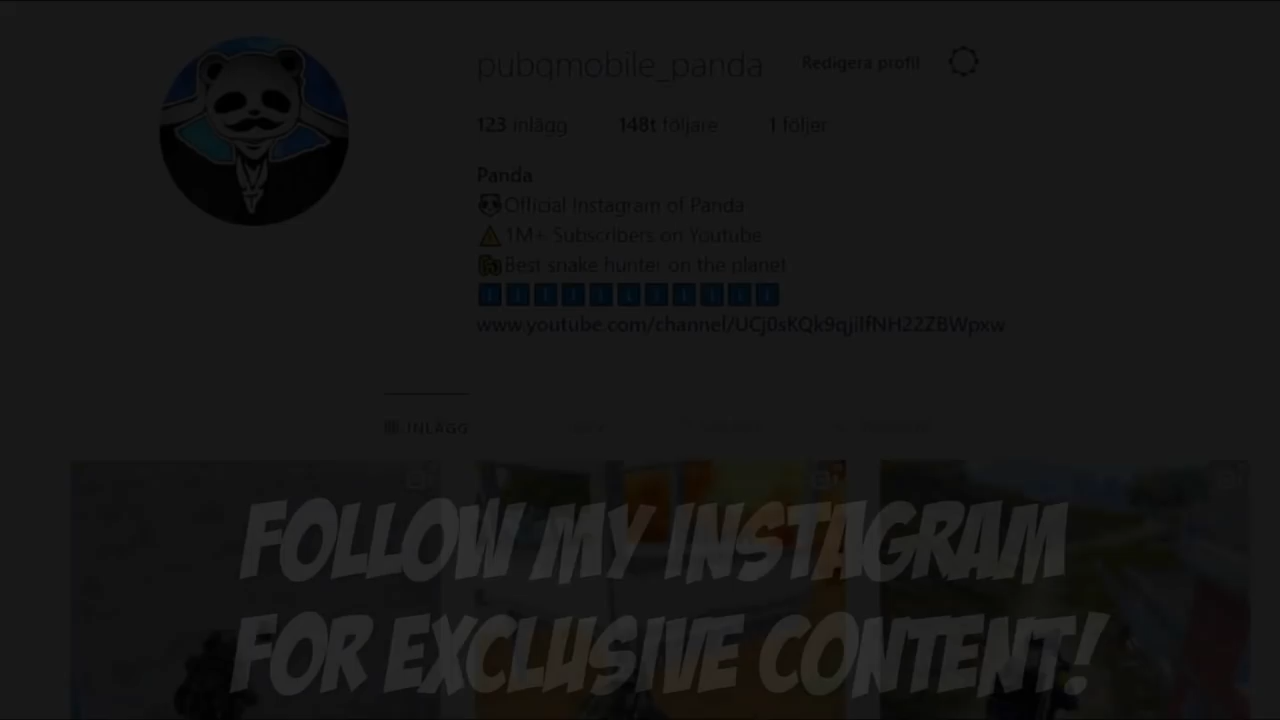 pubgmobile_panda Redigera profil
123 inlägg 148t följare 1 följer
Panda
Official Instagram of Panda
1M+ Subscribers on Youtube
Best snake hunter on the planet
www.youtube.com/channel/UCj0sKQk9qjiIfNH22ZBWpxw
INLÄGG
FOLLOW MY INSTAGRAM
FOR EXCLUSIVE CONTENT!